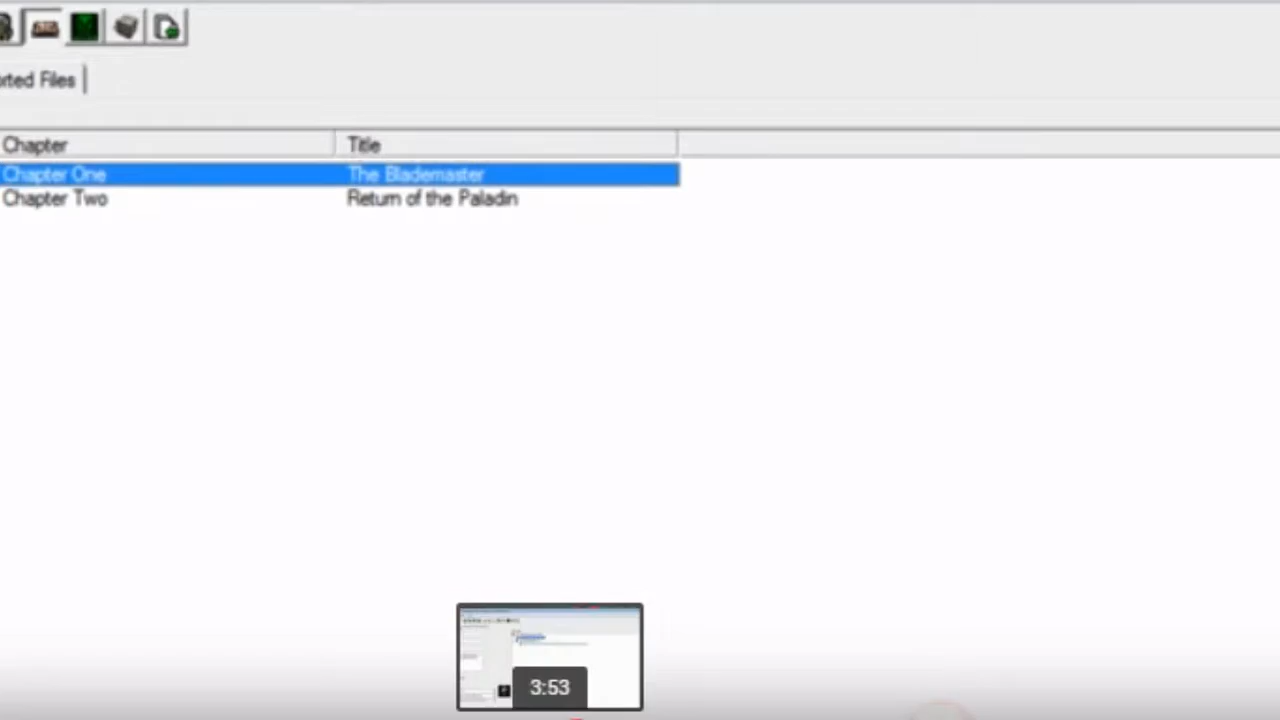 rted Files
Chapter Title
Chapter One The Blademaster
Chapter Two Return of the Paladin
3:53